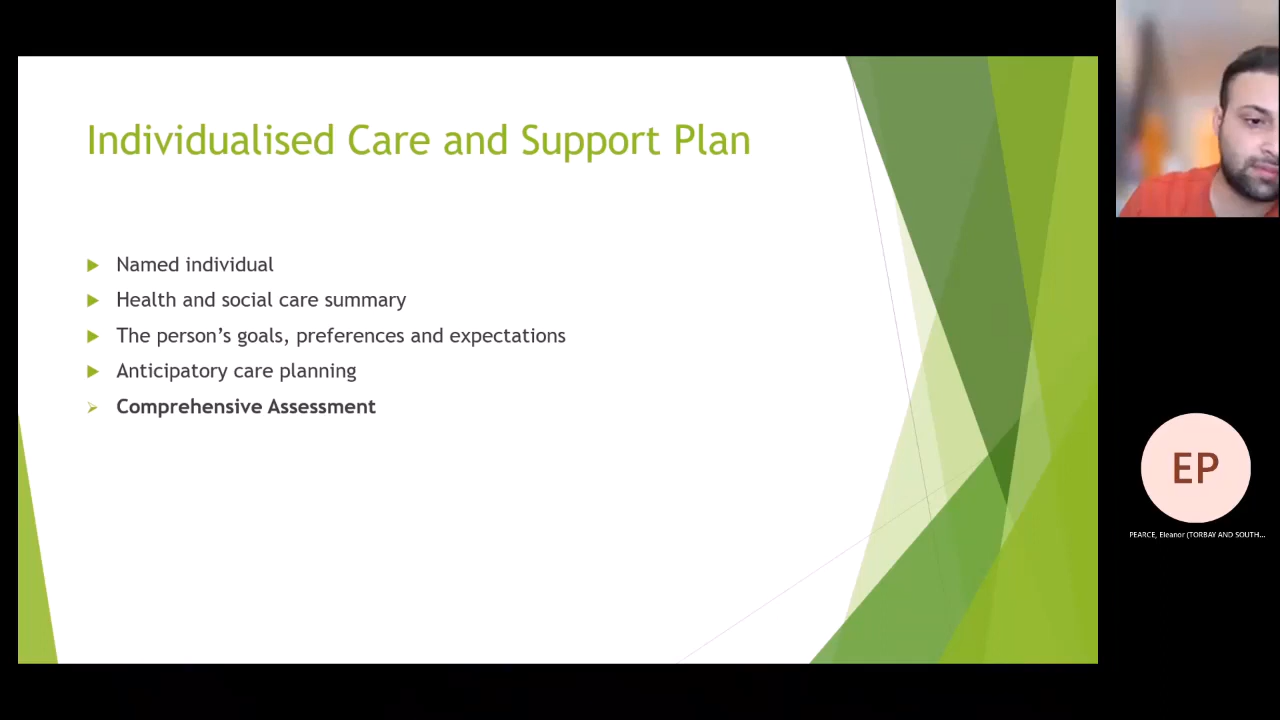 Individualised Care and Support Plan
Named individual
Health and social care summary
The person's goals, preferences and expectations
Anticipatory care planning
Comprehensive Assessment
EP
PEARCE, Eleanor (TORBAY AND SOUTH...